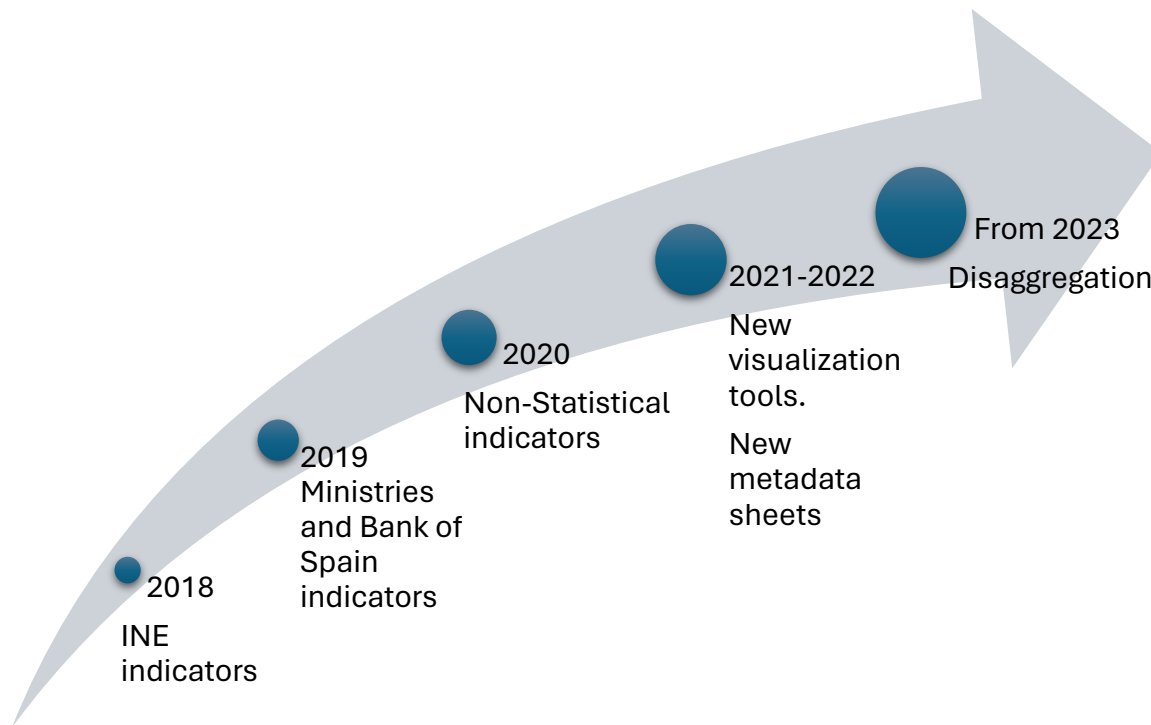 2018
INE
indicators
2019
Ministries
and Bank of
Spain
indicators
2020
Non-Statistical
indicators
2021-2022
New
visualization
tools.
New
metadata
sheets
From 2023
Disaggregation